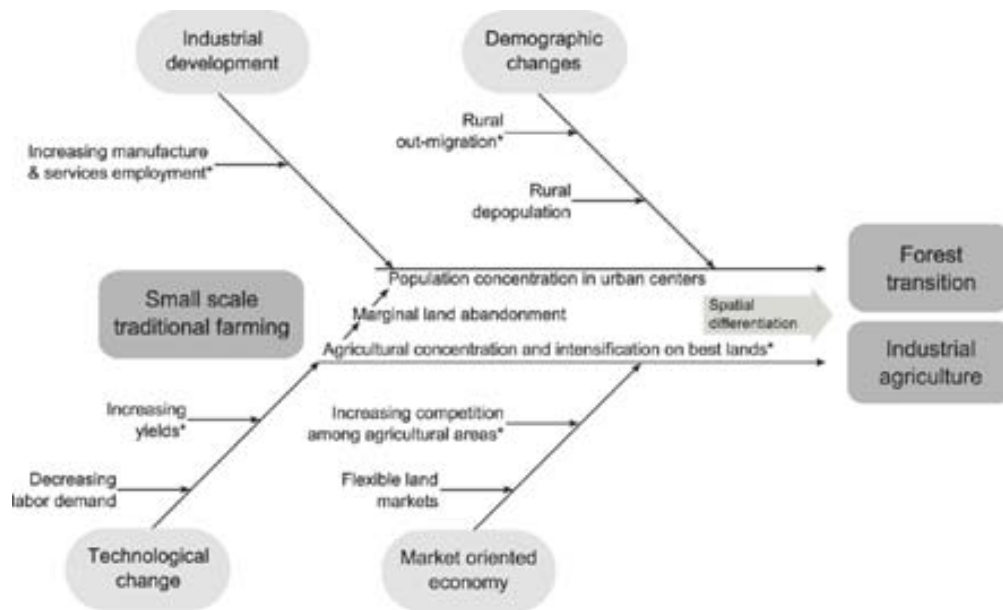 Industrial
development
Demographic
changes
Rural
out-migration*
Increasing manufacture
& services employment*
Rural
depopulation
Population concentration in urban centers
Forest
transition
Small scale
traditional farming
Marginal land abandonment
Spatial
differentiation
Agricultural concentration and intensification on best lands*
Industrial
agriculture
Increasing
yields*
Increasing competition
among agricultural areas*
Decreasing
labor demand
Flexible land
markets
Technological
change
Market oriented
economy